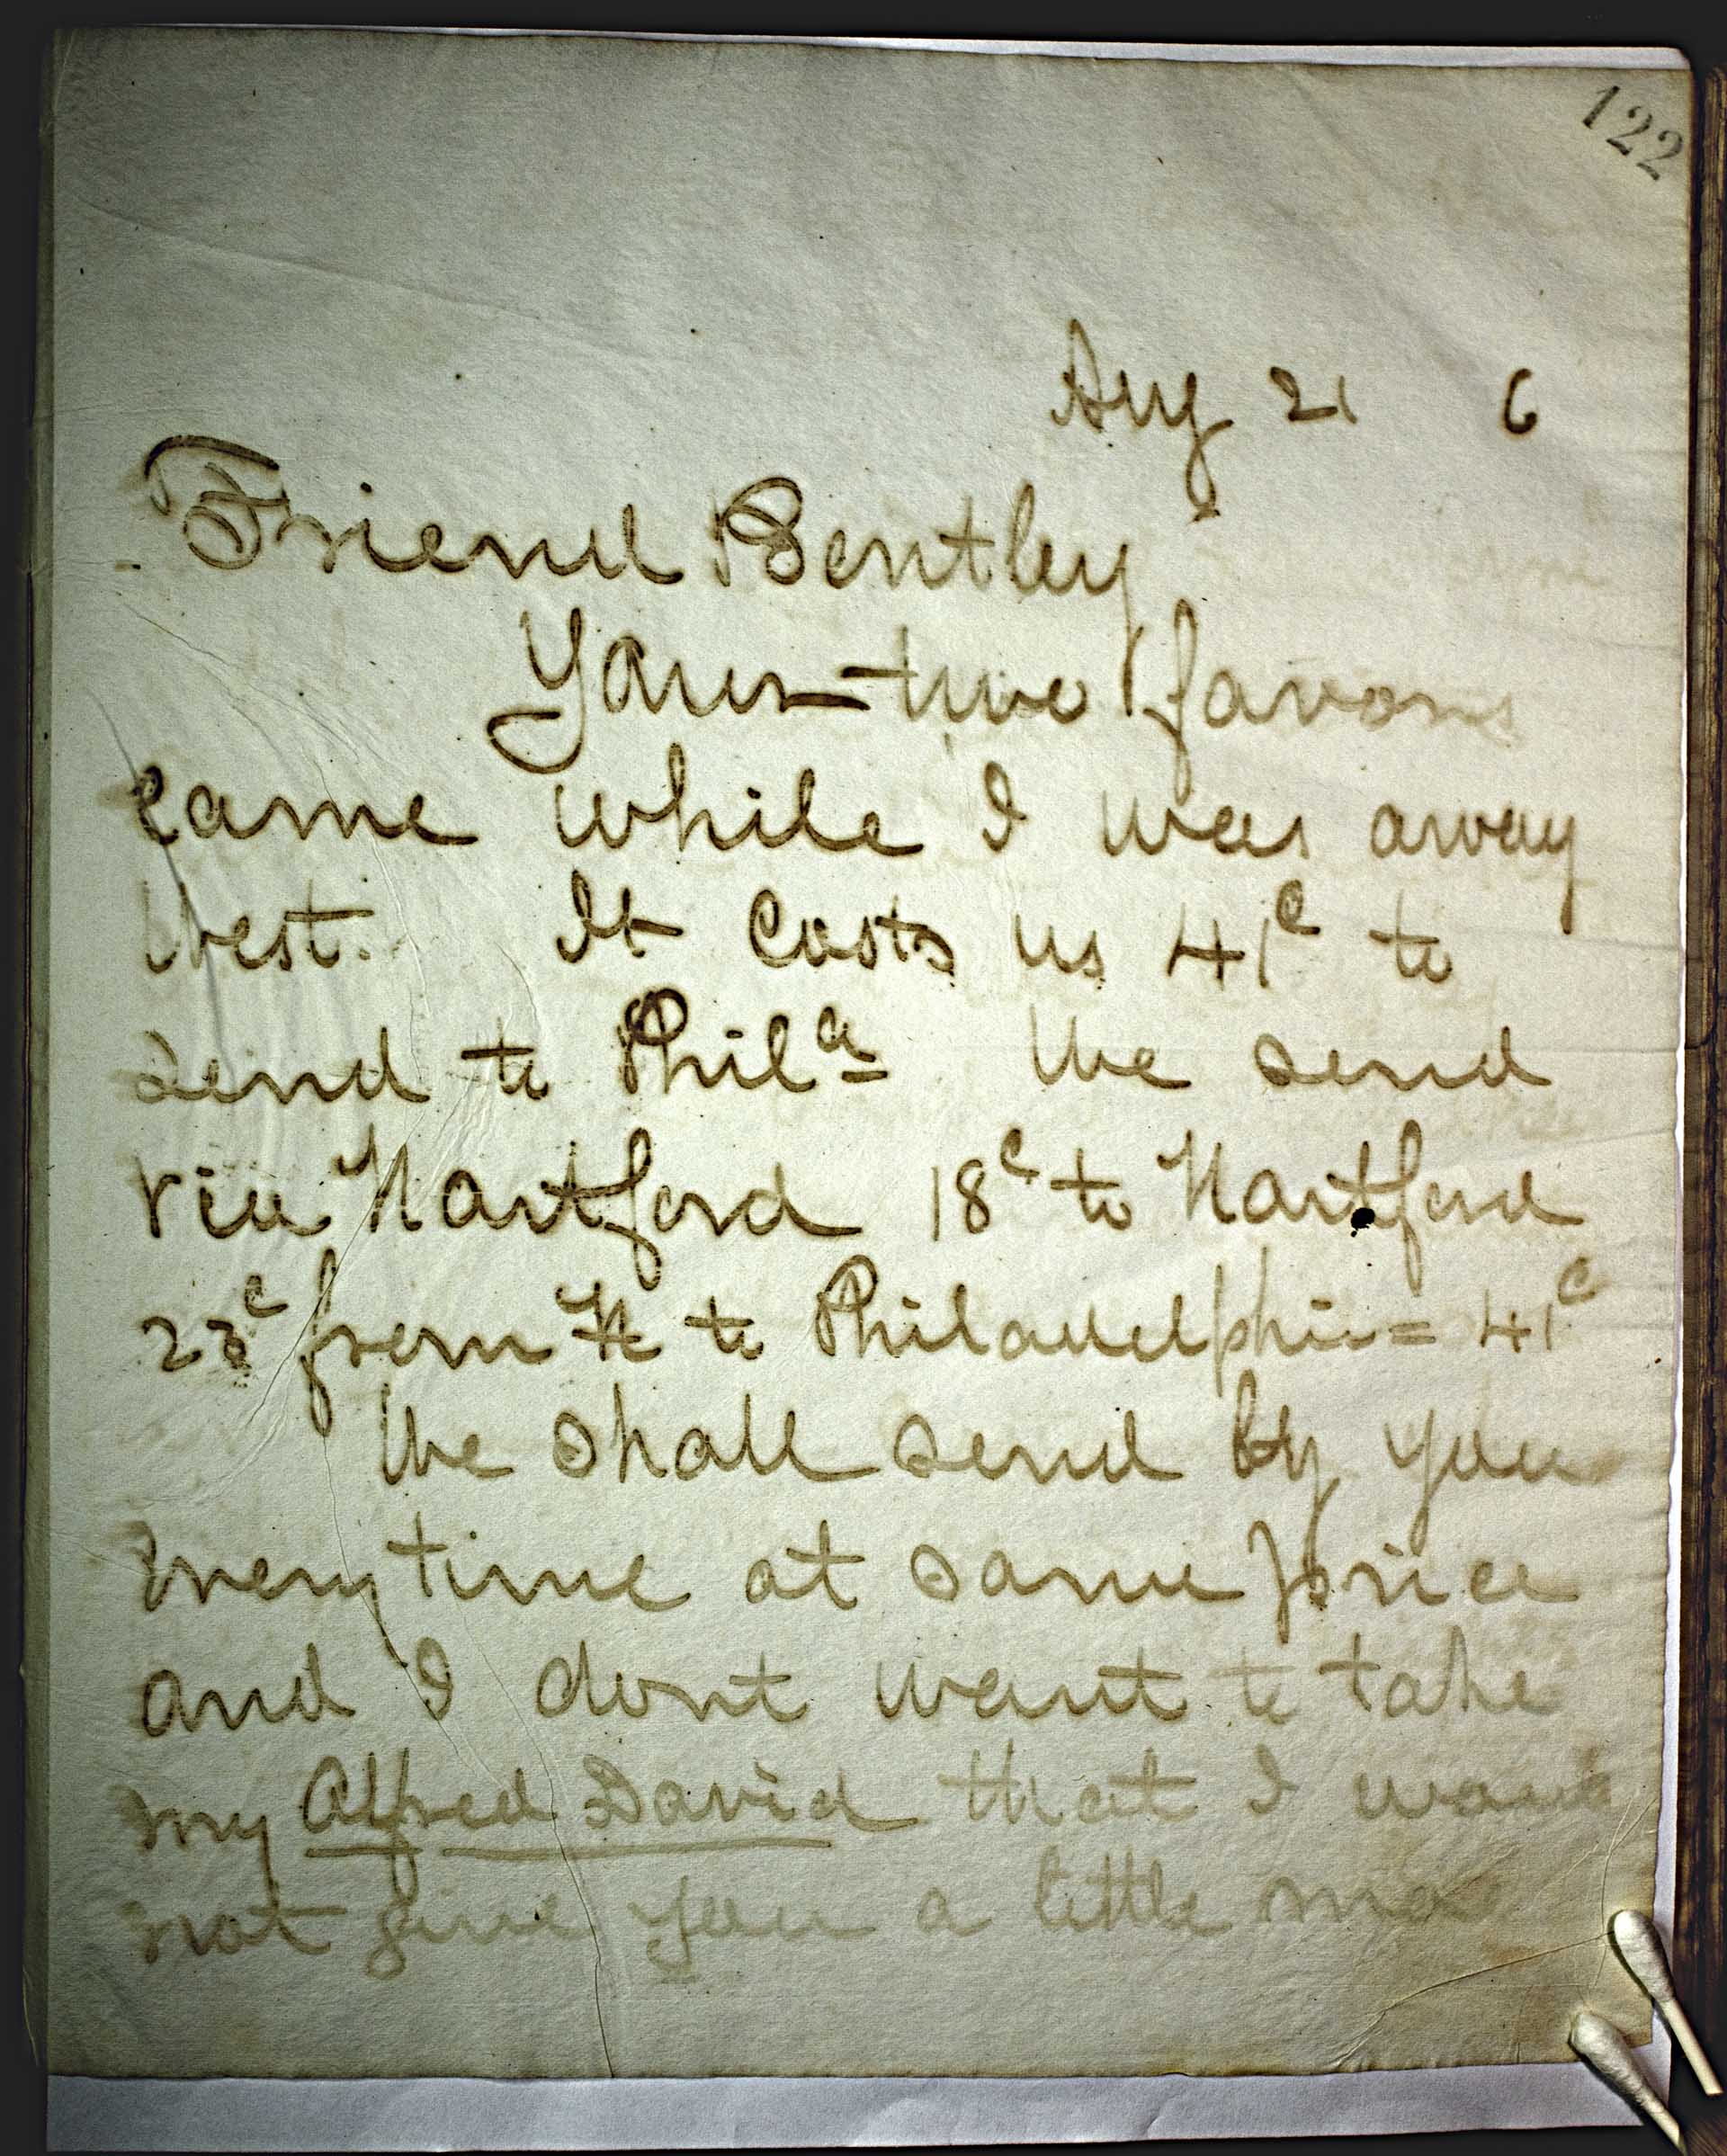 122
Aug 21 6
Friend Bentley
Your two favors
came while I was away
West. It Costs us 41c to
send to Phila We send
via Hartford 18c to Hartford
23c from H to Philadelphia = 41c
We shall send by you
every time at same price
and I dont want to take
my Alfred David that I would
not give you a little mo